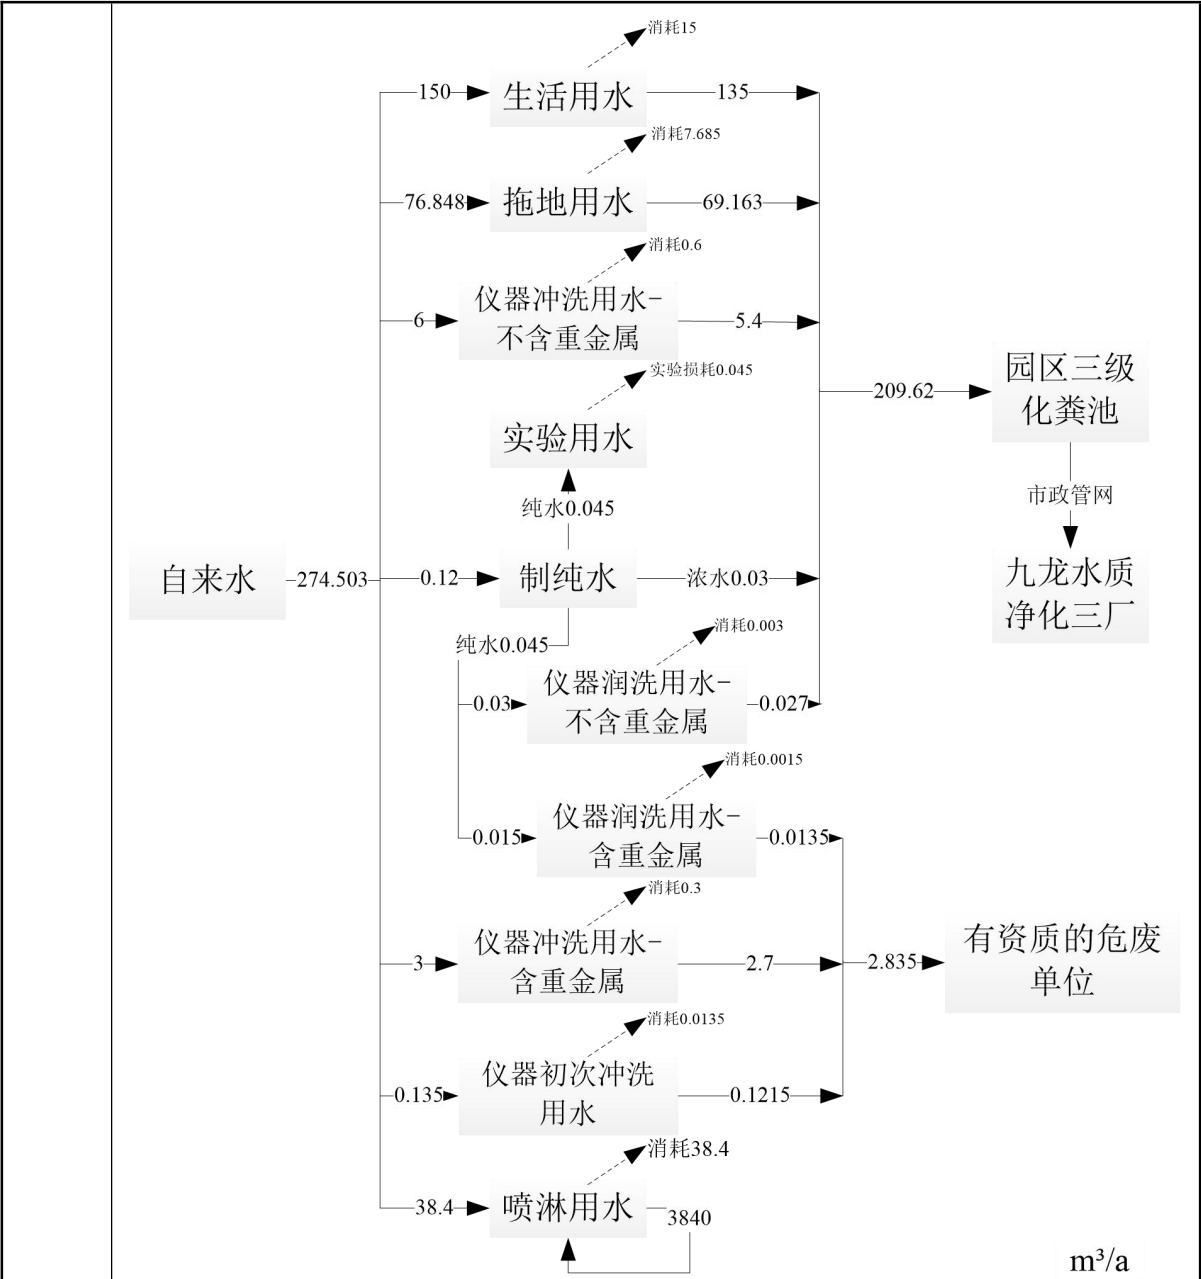 消耗15
150
生活用水
135
消耗7.685
76.848
拖地用水
69.163
消耗0.6
6
仪器冲洗用水-
不含重金属
5.4
实验损耗0.045
实验用水
纯水0.045
209.62
园区三级
化粪池
市政管网
九龙水质
净化三厂
自来水
274.503
0.12
制纯水
浓水0.03
纯水0.045
消耗0.003
0.03
仪器润洗用水-
不含重金属
0.027
消耗0.0015
0.015
仪器润洗用水-
含重金属
0.0135
消耗0.3
3
仪器冲洗用水-
含重金属
2.7
2.835
有资质的危废
单位
消耗0.0135
0.135
仪器初次冲洗
用水
0.1215
消耗38.4
38.4
喷淋用水
3840
m³/a